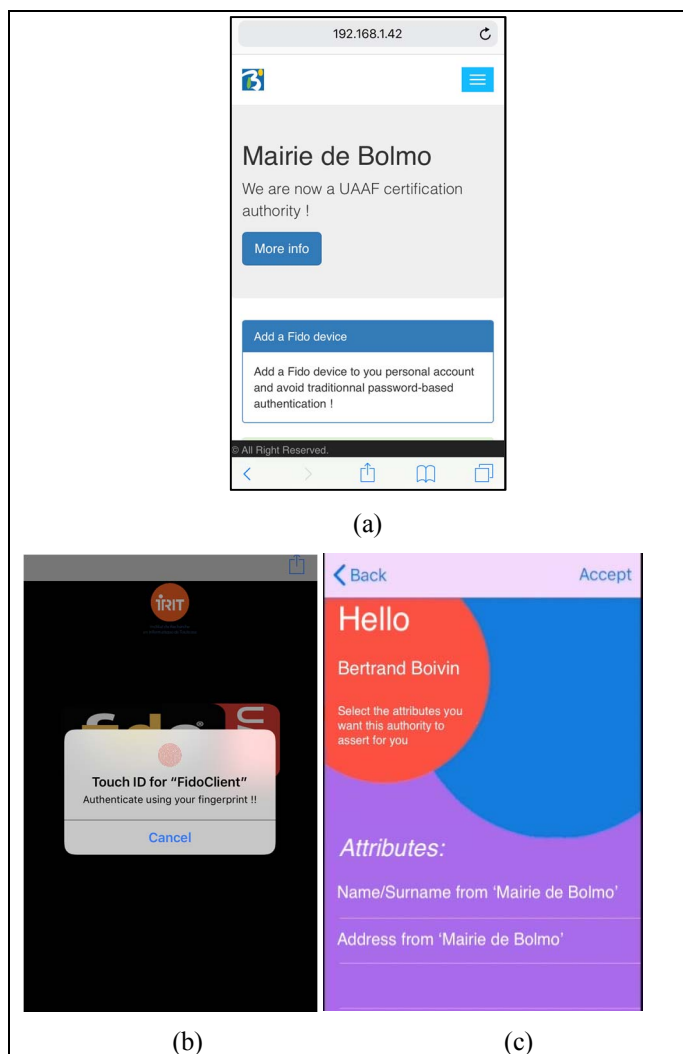 192.168.1.42
Mairie de Bolmo
We are now a UAAF certification
authority !
More info
Add a Fido device
Add a Fido device to you personal account
and avoid traditionnal password-based
authentication !
© All Right Reserved.
(a)
iRiT
Touch ID for “FidoClient”
Authenticate using your fingerprint !!
Cancel
(b)
Back
Accept
Hello
Bertrand Boivin
Select the attributes you
want this authority to
assert for you
Attributes:
Name/Surname from ‘Mairie de Bolmo’
Address from ‘Mairie de Bolmo’
(c)